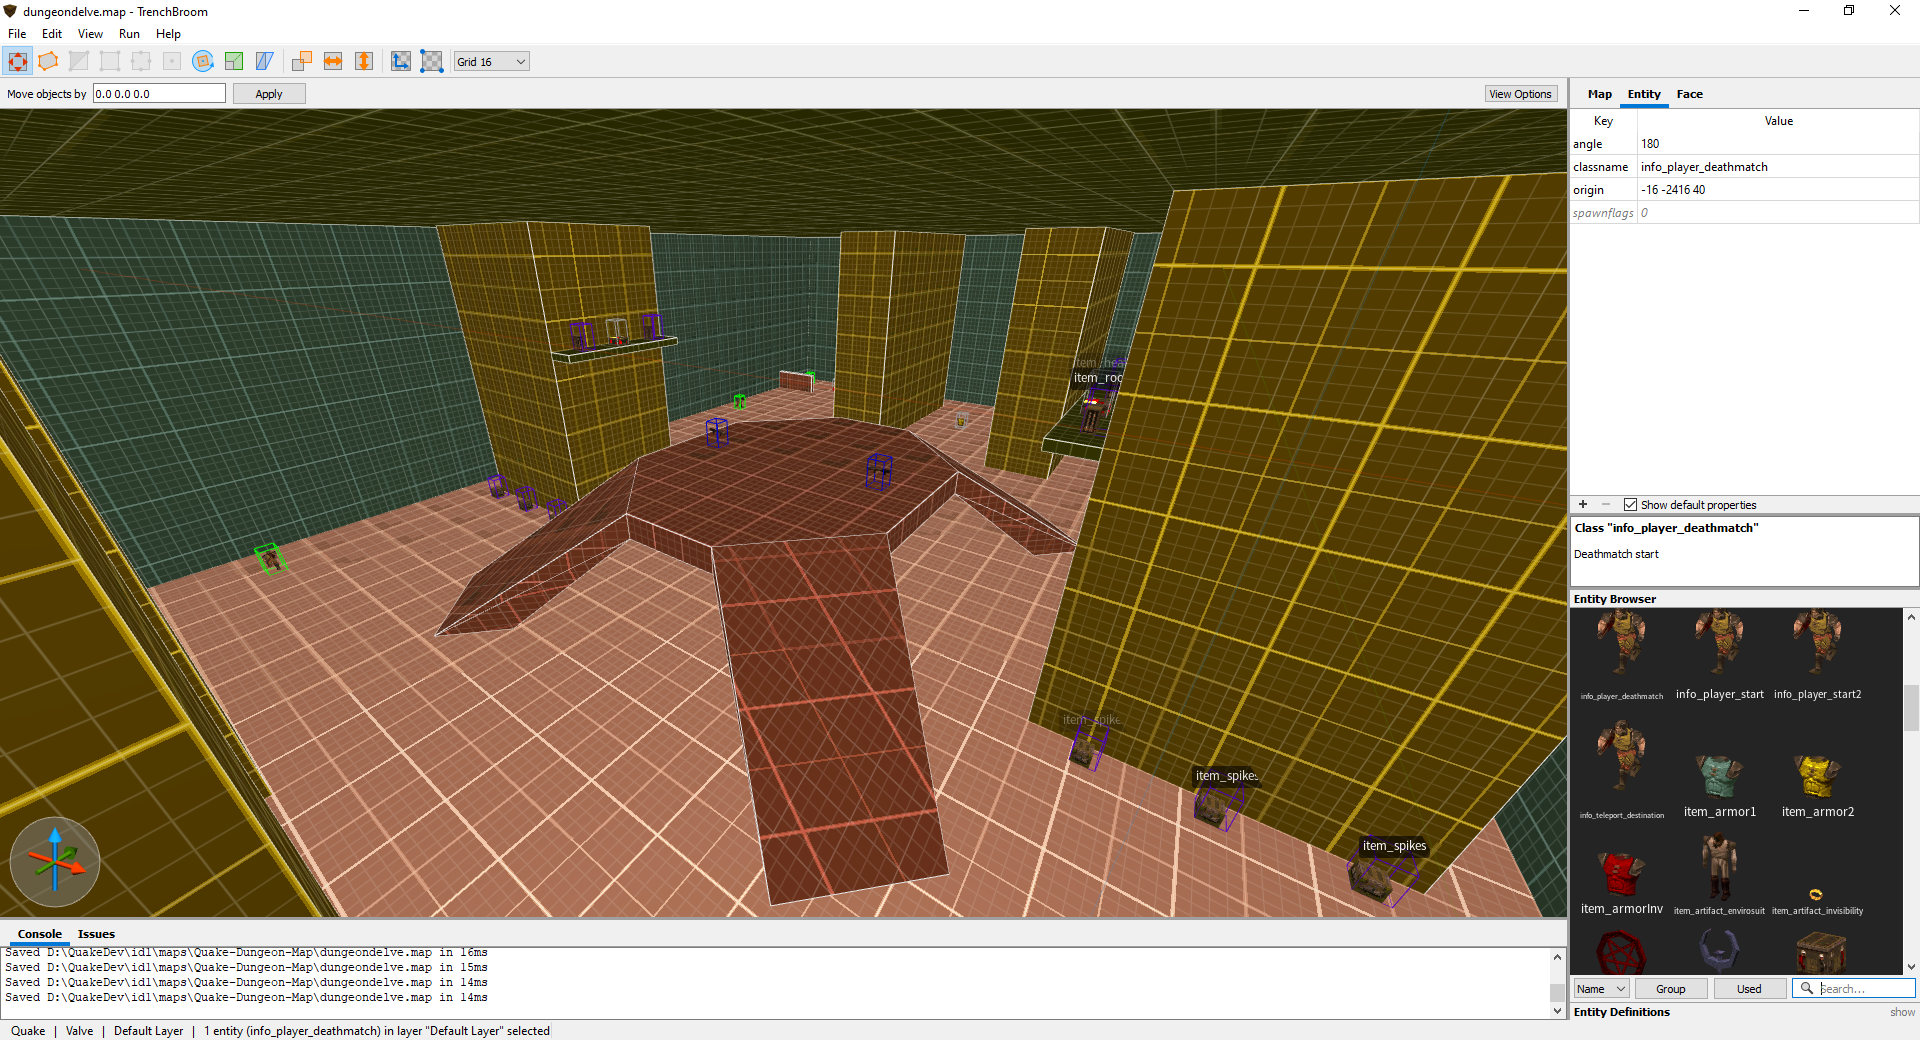 dungeondelve.map - TrenchBroom
File Edit View Run Help
Grid 16
Move objects by 0.0 0.0 0.0 Apply View Options
Map Entity Face
Key Value
angle 180
classname info_player_deathmatch
origin -16 -2416 40
spawnflags 0
item_hea
item_roc
item_spike
item_spikes
item_spikes
+ − Show default properties
Class "info_player_deathmatch"
Deathmatch start
Entity Browser
info_player_deathmatch info_player_start info_player_start2
info_teleport_destination item_armor1 item_armor2
item_armorInv item_artifact_envirosuit item_artifact_invisibility
Name Group Used Search...
Entity Definitions show
Console Issues
Saved D:\QuakeDev\id1\maps\Quake-Dungeon-Map\dungeondelve.map in 16ms
Saved D:\QuakeDev\id1\maps\Quake-Dungeon-Map\dungeondelve.map in 15ms
Saved D:\QuakeDev\id1\maps\Quake-Dungeon-Map\dungeondelve.map in 14ms
Saved D:\QuakeDev\id1\maps\Quake-Dungeon-Map\dungeondelve.map in 14ms
Quake | Valve | Default Layer | 1 entity (info_player_deathmatch) in layer "Default Layer" selected